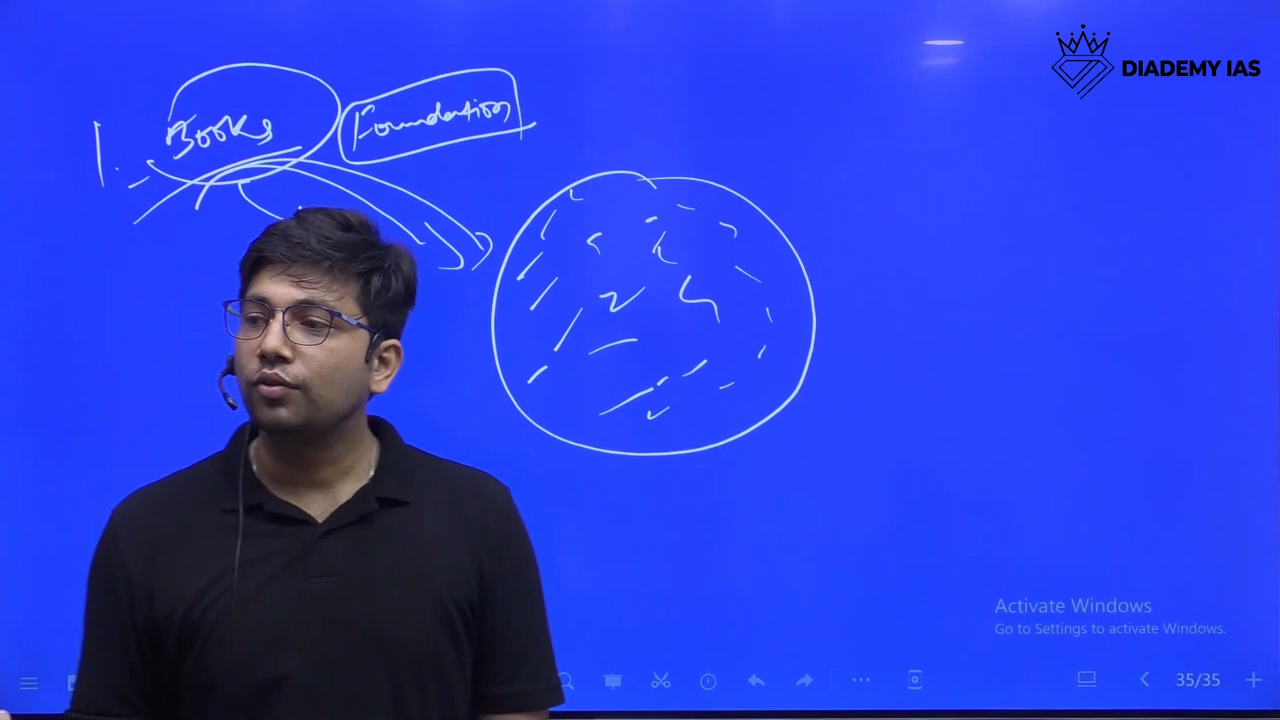 DIADEMY IAS
1. Books Foundation
Activate Windows
Go to Settings to activate Windows.
35/35